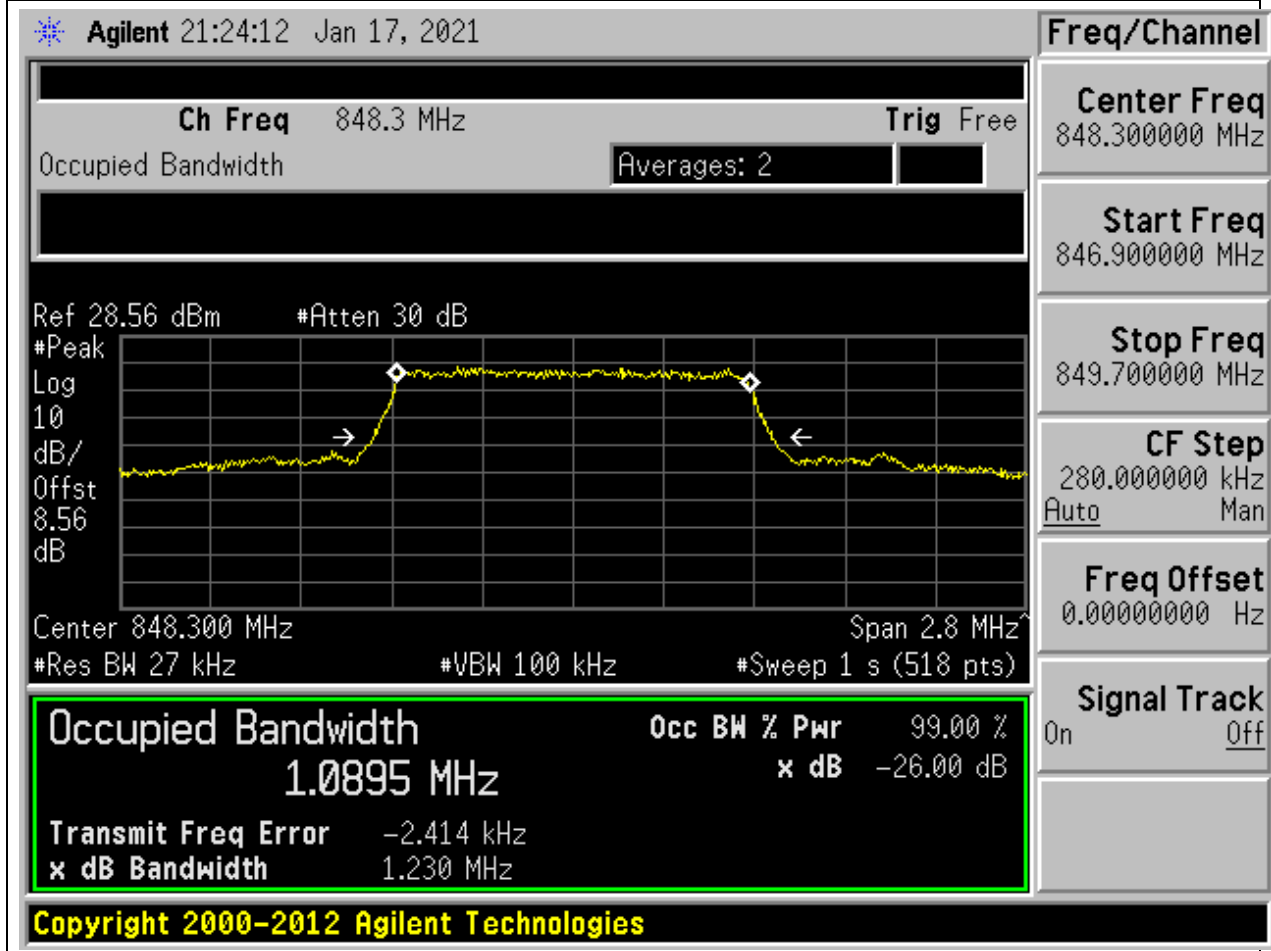 Agilent 21:24:12 Jan 17, 2021
Freq/Channel
Ch Freq 848.3 MHz Trig Free
Occupied Bandwidth Averages: 2
Center Freq
848.300000 MHz
Start Freq
846.900000 MHz
Stop Freq
849.700000 MHz
CF Step
280.000000 kHz
Auto Man
Freq Offset
0.00000000 Hz
Signal Track
On Off
Ref 28.56 dBm #Atten 30 dB
#Peak
Log
10
dB/
Offst
8.56
dB
Center 848.300 MHz Span 2.8 MHz^
#Res BW 27 kHz #VBW 100 kHz #Sweep 1 s (518 pts)
Occupied Bandwidth
1.0895 MHz
Occ BW % Pwr 99.00 %
x dB -26.00 dB
Transmit Freq Error -2.414 kHz
x dB Bandwidth 1.230 MHz
Copyright 2000-2012 Agilent Technologies